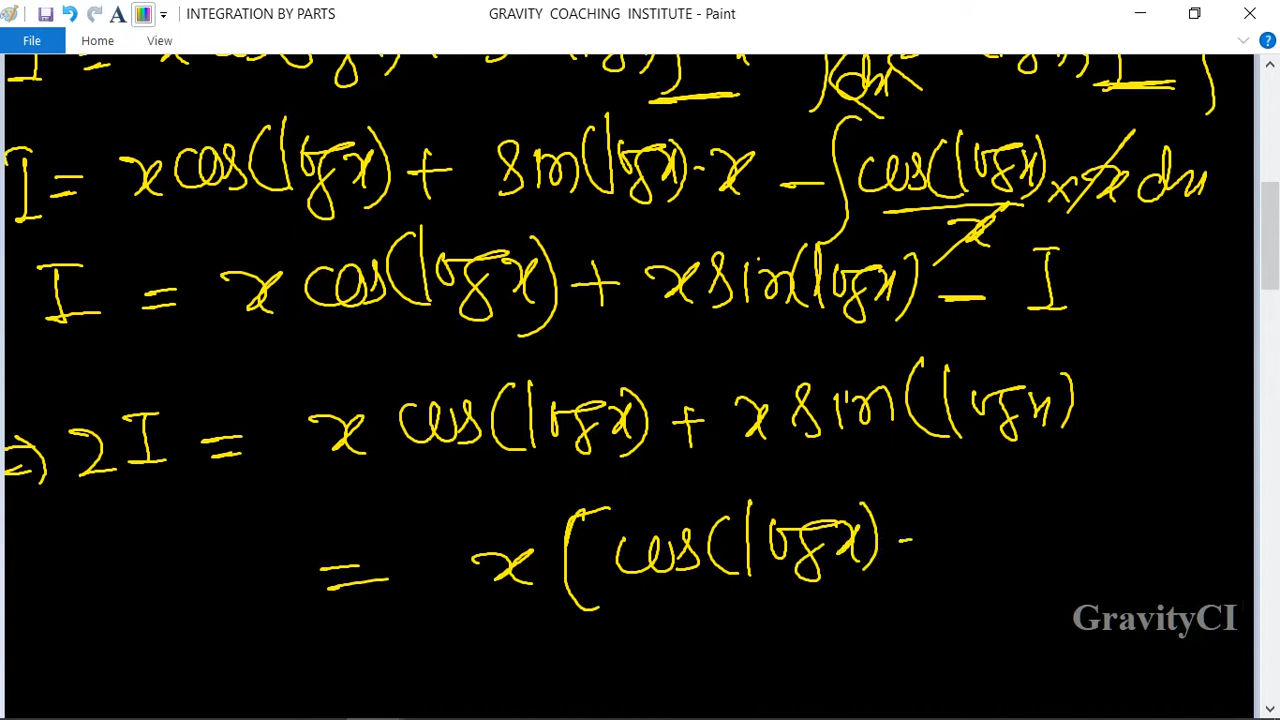 INTEGRATION BY PARTS
GRAVITY COACHING INSTITUTE - Paint
File Home View
I = x cos(log x) + sin(log x) · x - ∫ cos(log x)/x × x dx
I = x cos(log x) + x sin(log x) - I
⇒ 2I = x cos(log x) + x sin(log x)
= x ( cos(log x) -
GravityCI